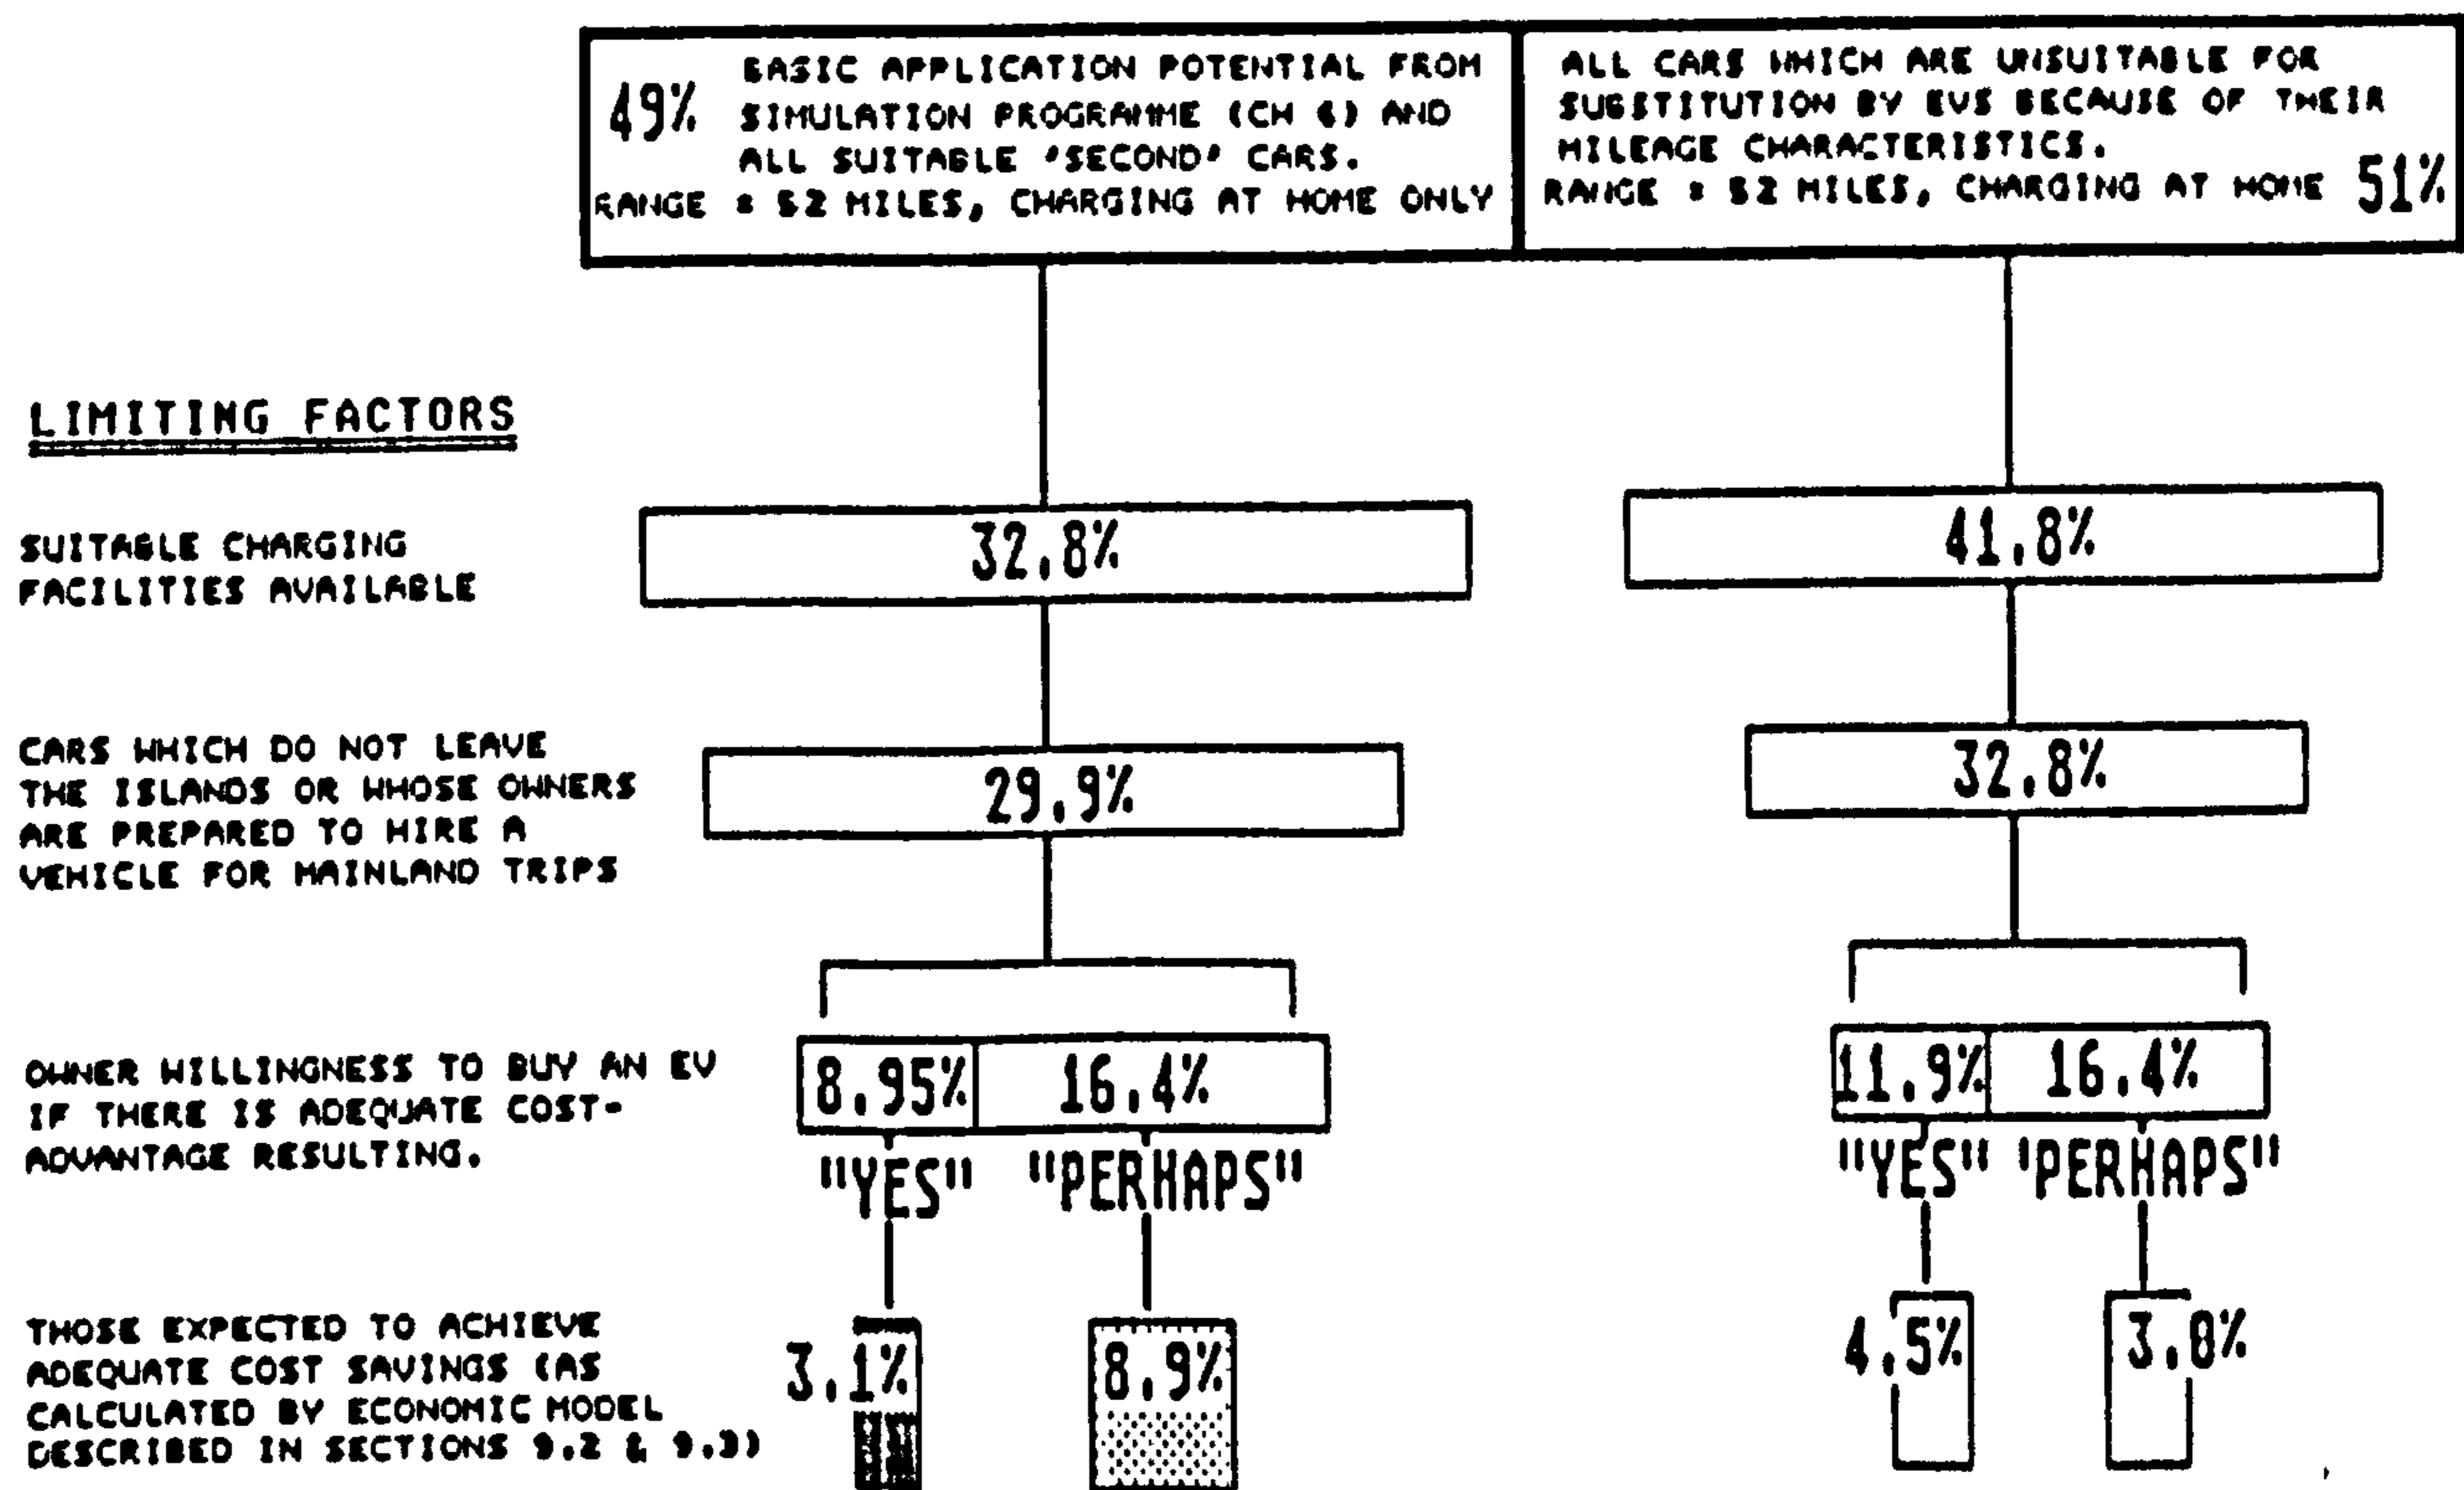 49%
BASIC APPLICATION POTENTIAL FROM
SIMULATION PROGRAMME (CH 6) AND
ALL SUITABLE 'SECOND' CARS.
RANGE = 52 MILES, CHARGING AT HOME ONLY
ALL CARS WHICH ARE UNSUITABLE FOR
SUBSTITUTION BY EVS BECAUSE OF THEIR
MILEAGE CHARACTERISTICS.
RANGE = 52 MILES, CHARGING AT HOME
51%
LIMITING FACTORS
SUITABLE CHARGING
FACILITIES AVAILABLE
32.8%
41.8%
CARS WHICH DO NOT LEAVE
THE ISLANDS OR WHOSE OWNERS
ARE PREPARED TO HIRE A
VEHICLE FOR MAINLAND TRIPS
29.9%
32.8%
OWNER WILLINGNESS TO BUY AN EV
IF THERE IS ADEQUATE COST-
ADVANTAGE RESULTING.
8.95% 16.4%
"YES" "PERHAPS"
11.9% 16.4%
"YES" 'PERHAPS"
THOSE EXPECTED TO ACHIEVE
ADEQUATE COST SAVINGS (AS
CALCULATED BY ECONOMIC MODEL
DESCRIBED IN SECTIONS 9.2 & 9.3)
3.1% 8.9%
4.5%